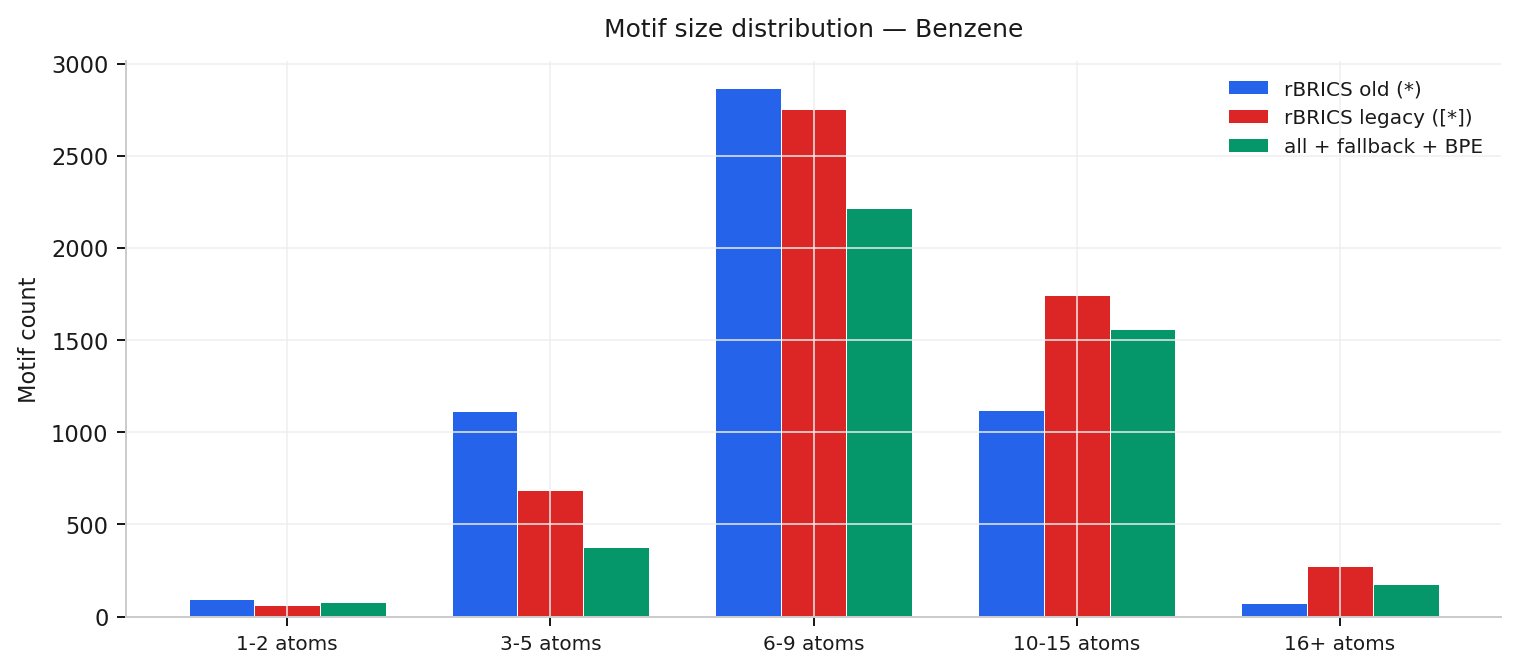 Motif size distribution — Benzene
rBRICS old (*)
rBRICS legacy ([*])
all + fallback + BPE
Motif count
3000
2500
2000
1500
1000
500
0
1-2 atoms
3-5 atoms
6-9 atoms
10-15 atoms
16+ atoms